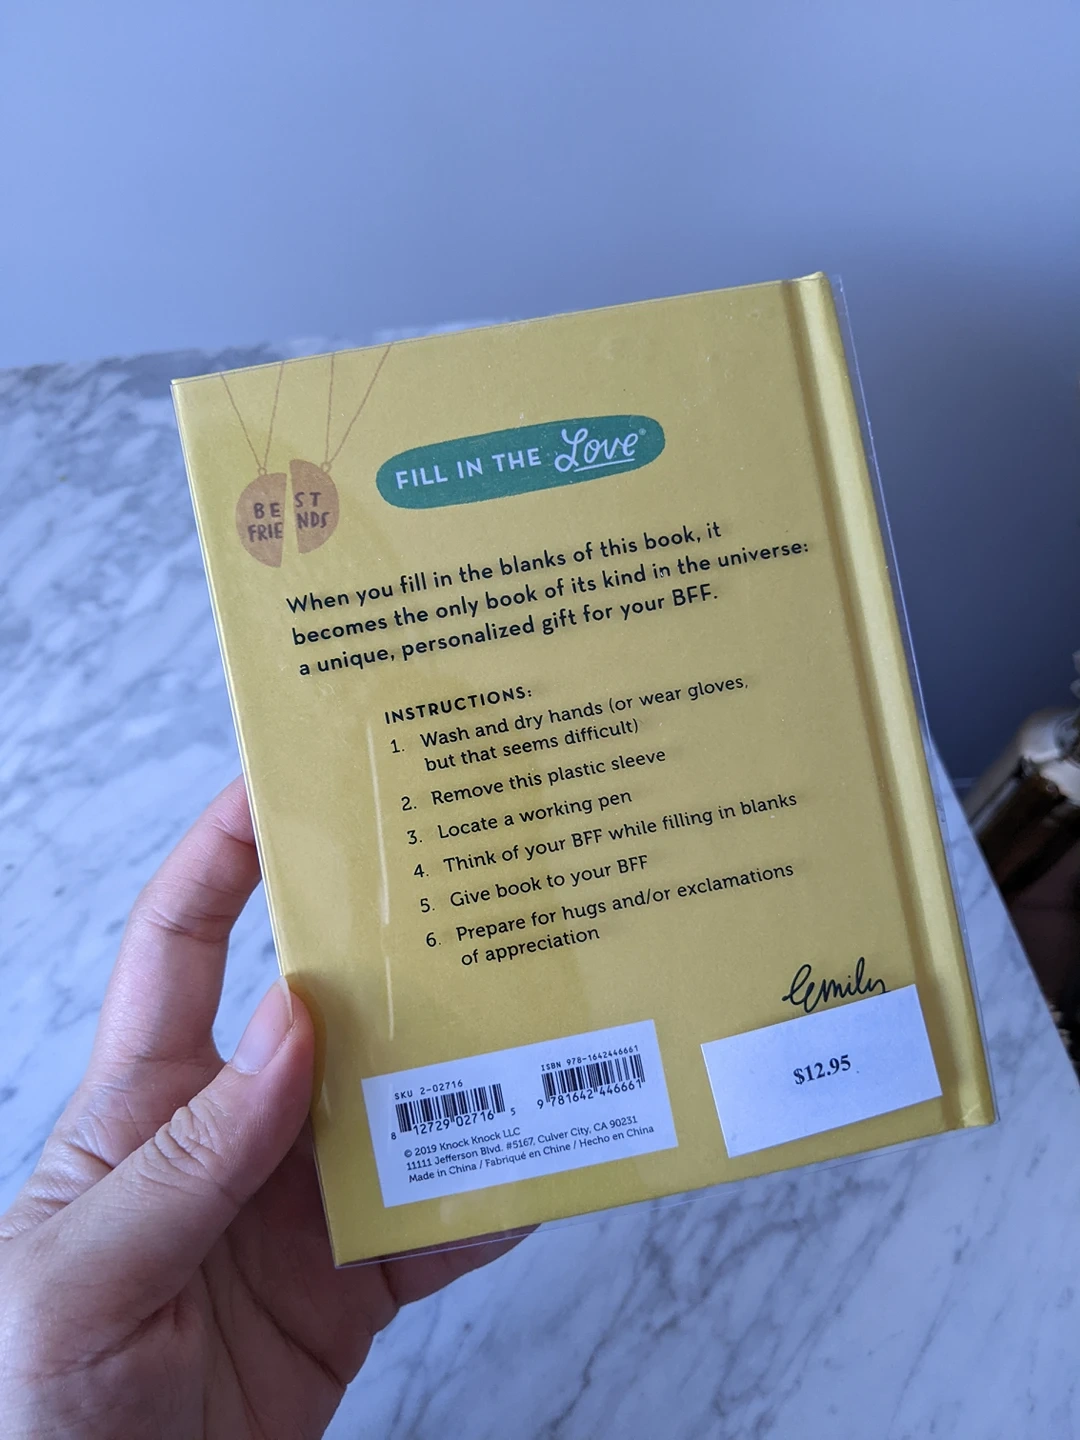 BEST
FRIENDS
FILL IN THE Love®
When you fill in the blanks of this book, it
becomes the only book of its kind in the universe:
a unique, personalized gift for your BFF.
INSTRUCTIONS:
1. Wash and dry hands (or wear gloves,
but that seems difficult)
2. Remove this plastic sleeve
3. Locate a working pen
4. Think of your BFF while filling in blanks
5. Give book to your BFF
6. Prepare for hugs and/or exclamations
of appreciation
Emily
$12.95
SKU 2-02716
8 12729 02716 5
ISBN 978-1642446661
9 781642 446661
© 2019 Knock Knock LLC
11111 Jefferson Blvd. #5167, Culver City, CA 90231
Made in China / Fabriqué en Chine / Hecho en China